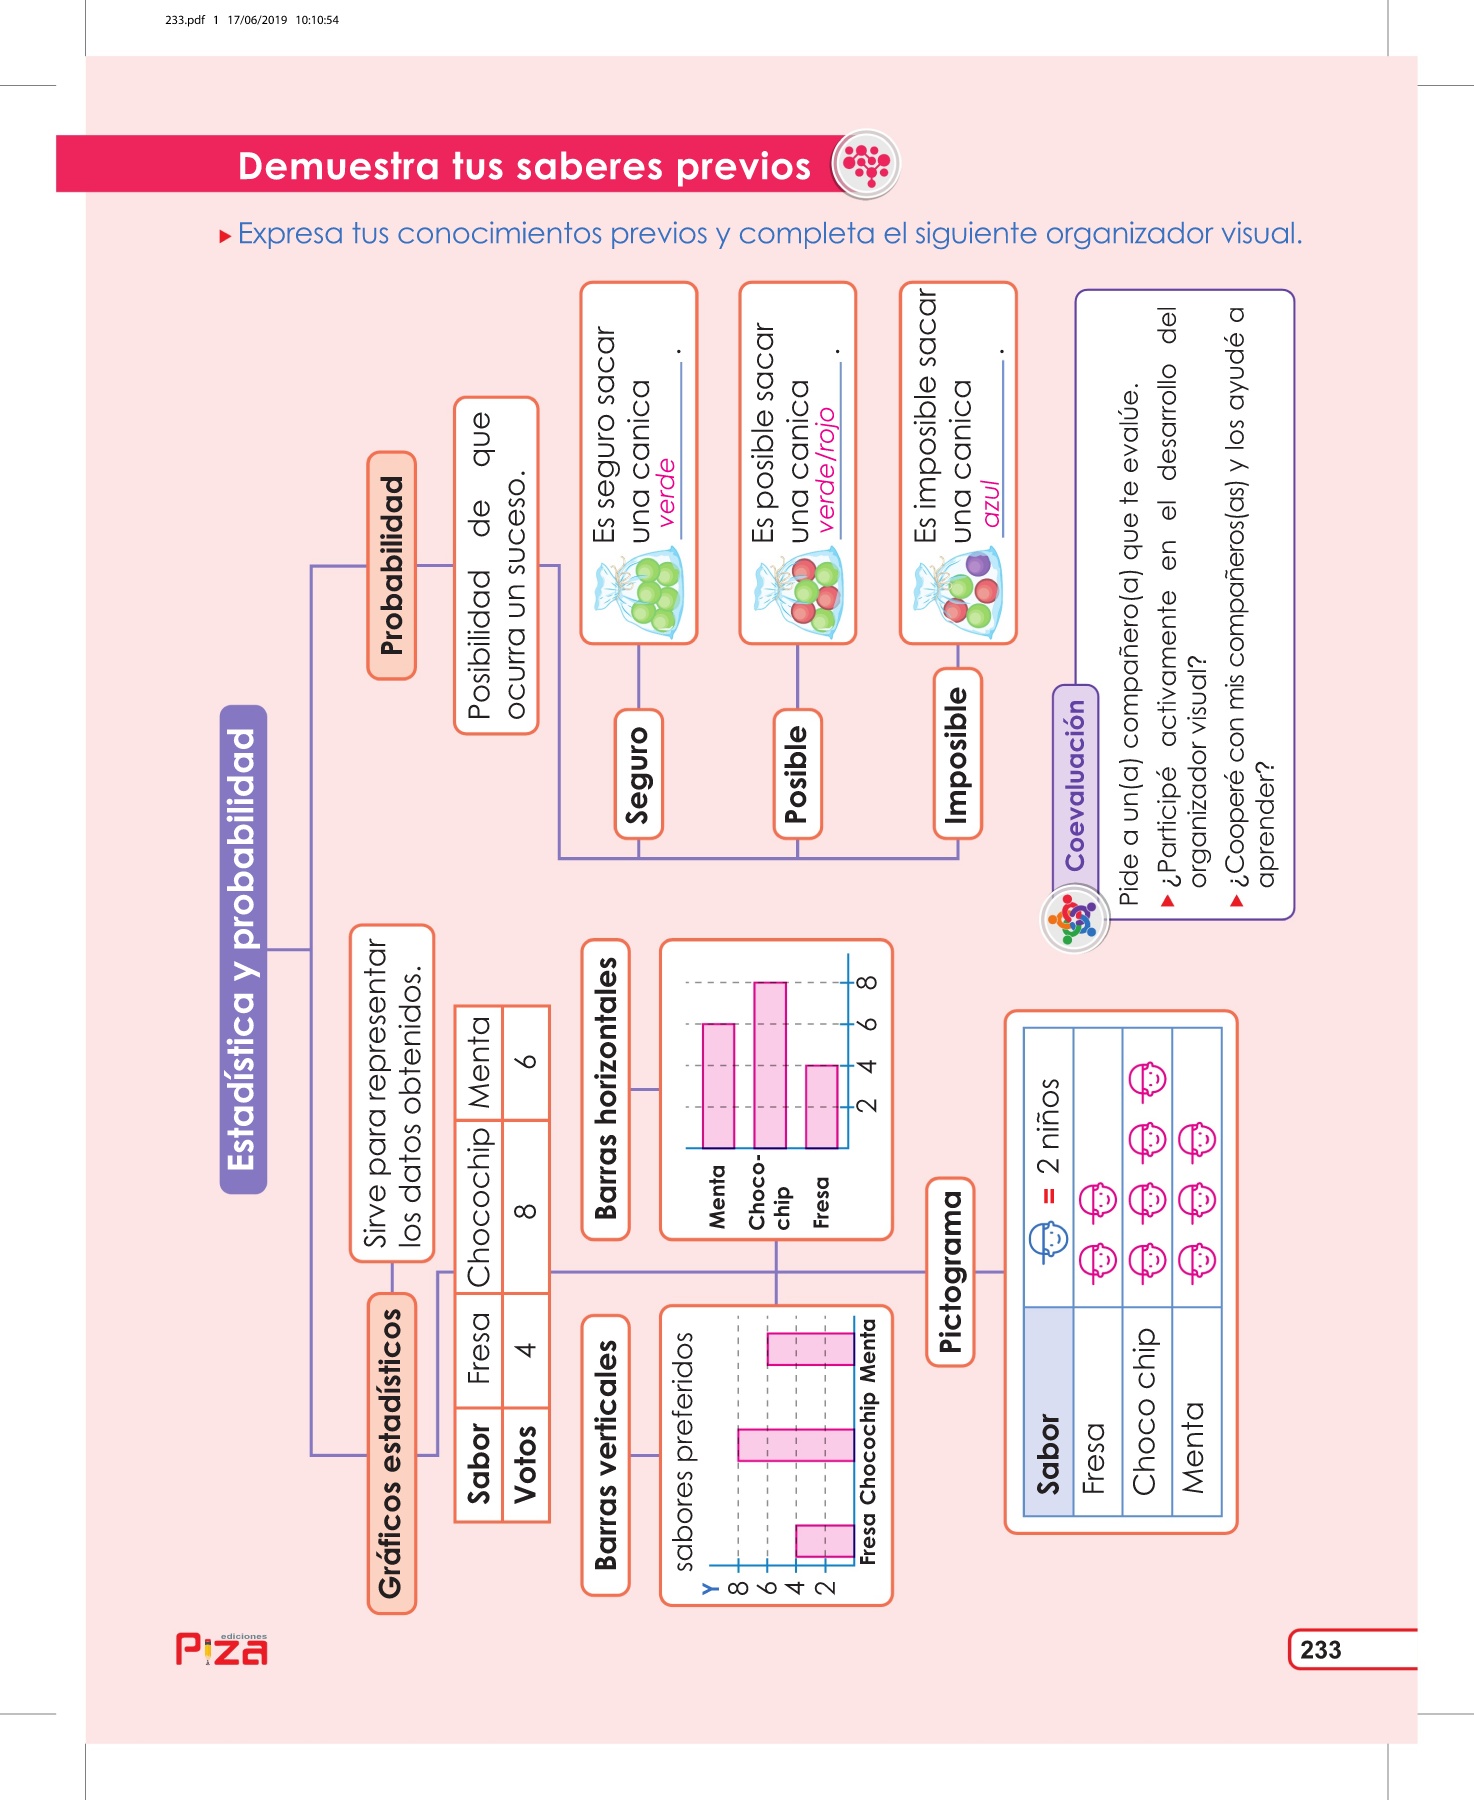 233.pdf 1 17/06/2019 10:10:54
Demuestra tus saberes previos
Expresa tus conocimientos previos y completa el siguiente organizador visual.
Estadística y probabilidad
Gráficos estadísticos
Sirve para representar
los datos obtenidos.
Sabor Fresa Chocochip Menta
Votos 4 8 6
Barras verticales
sabores preferidos
Y
8
6
4
2
Fresa Chocochip Menta
Barras horizontales
Menta
Choco-
chip
Fresa
2 4 6 8
Pictograma
Sabor = 2 niños
Fresa
Choco chip
Menta
Probabilidad
Posibilidad de que
ocurra un suceso.
Seguro
Es seguro sacar
una canica
verde
.
Posible
Es posible sacar
una canica
verde/rojo
.
Imposible
Es imposible sacar
una canica
azul
.
Coevaluación
Pide a un(a) compañero(a) que te evalúe.
¿Participé activamente en el desarrollo del
organizador visual?
¿Cooperé con mis compañeros(as) y los ayudé a
aprender?
ediciones
Piza
233